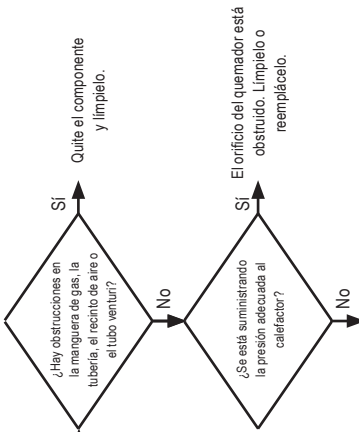 ¿Hay obstrucciones en
la manguera de gas, la
tubería, el recinto de aire o
el tubo venturi?
Sí
Quite el componente
y límpielo.
No
¿Se está suministrando
la presión adecuada al
calefactor?
Sí
El orificio del quemador está
obstruido. Límpielo o
reemplácelo.
No